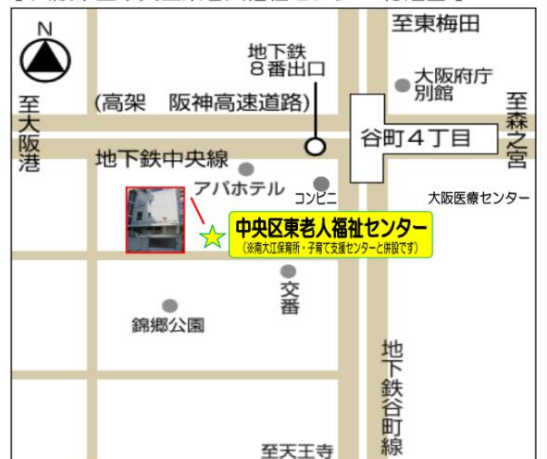 至東梅田
N
地下鉄
8番出口
大阪府庁
別館
至大阪港
(高架　阪神高速道路)
至森之宮
谷町4丁目
地下鉄中央線
アパホテル
コンビニ
大阪医療センター
中央区東老人福祉センター
(※南大江保育所・子育て支援センターと併設です)
交番
錦郷公園
地下鉄谷町線
至天王寺